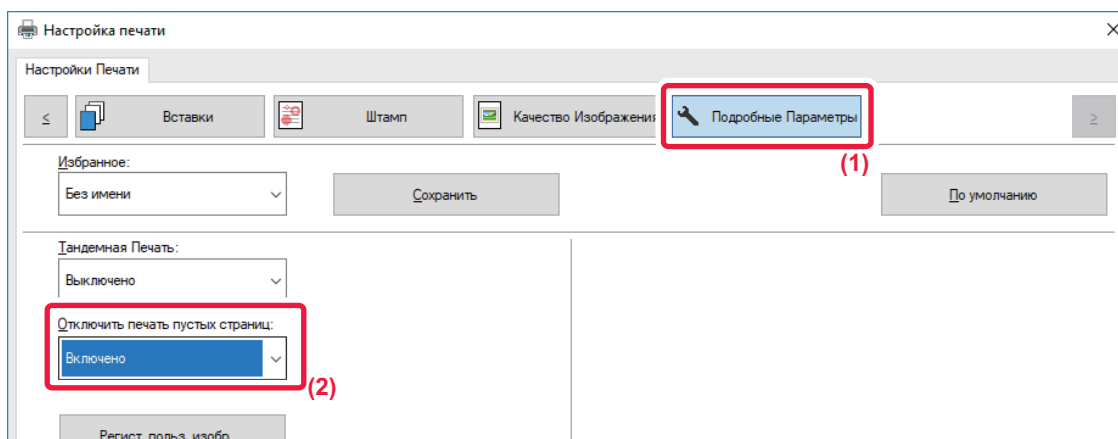 Настройка печати
Настройки Печати
< Вставки Штамп Качество Изображения Подробные Параметры >
(1)
Избранное:
Без имени Сохранить По умолчанию
Тандемная Печать:
Выключено
Отключить печать пустых страниц:
Включено
(2)
Регист. польз. изобр...